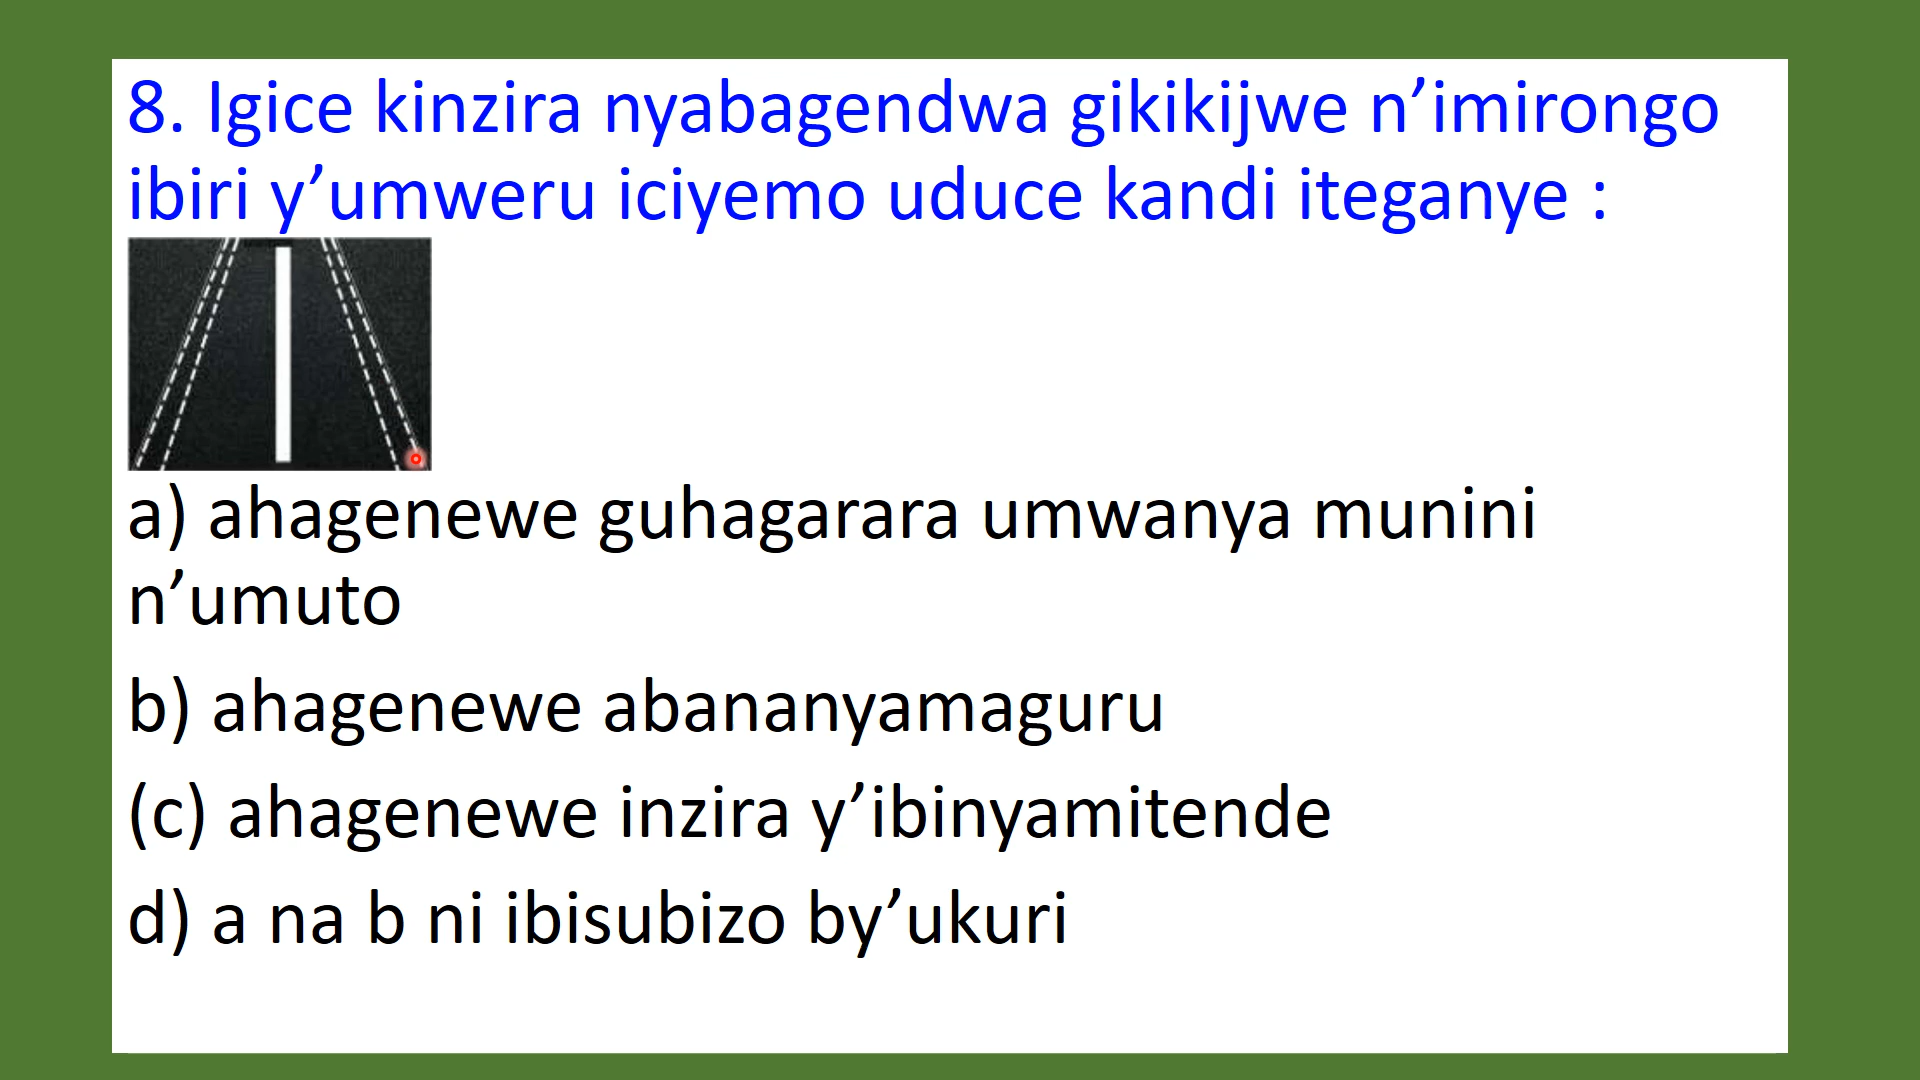 8. Igice kinzira nyabagendwa gikikijwe n’imirongo
ibiri y’umweru iciyemo uduce kandi iteganye :
a) ahagenewe guhagarara umwanya munini
n’umuto
b) ahagenewe abananyamaguru
(c) ahagenewe inzira y’ibinyamitende
d) a na b ni ibisubizo by’ukuri